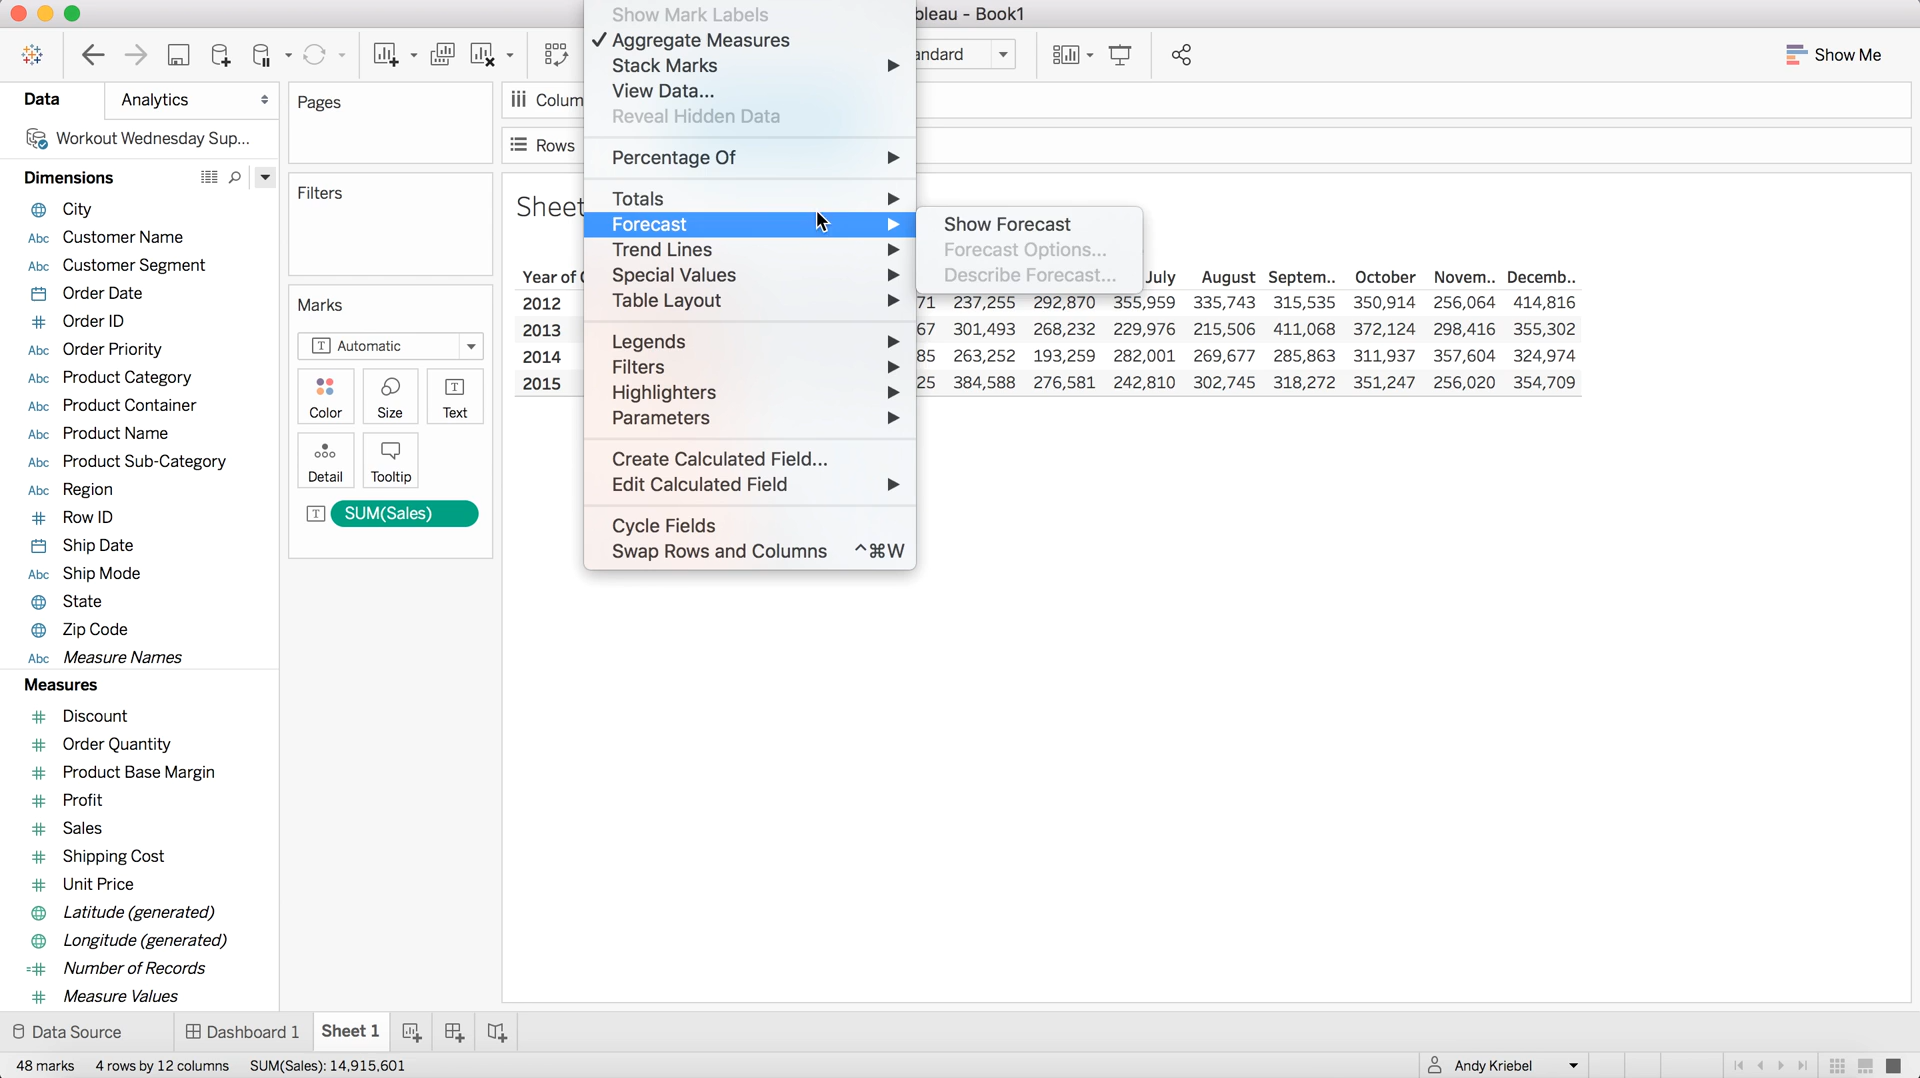 bleau - Book1
Show Me
andard
Data
Analytics
Workout Wednesday Sup...
Dimensions
City
Abc Customer Name
Abc Customer Segment
Order Date
# Order ID
Abc Order Priority
Abc Product Category
Abc Product Container
Abc Product Name
Abc Product Sub-Category
Abc Region
# Row ID
Ship Date
Abc Ship Mode
State
Zip Code
Abc Measure Names
Measures
# Discount
# Order Quantity
# Product Base Margin
# Profit
# Sales
# Shipping Cost
# Unit Price
Latitude (generated)
Longitude (generated)
=# Number of Records
# Measure Values
Pages
Filters
Marks
T Automatic
Color
Size
T Text
Detail
Tooltip
T SUM(Sales)
Colum
Rows
Sheet
Show Mark Labels
✓ Aggregate Measures
Stack Marks
View Data...
Reveal Hidden Data
Percentage Of
Totals
Forecast
Trend Lines
Special Values
Table Layout
Legends
Filters
Highlighters
Parameters
Create Calculated Field...
Edit Calculated Field
Cycle Fields
Swap Rows and Columns ^⌘W
Show Forecast
Forecast Options...
Describe Forecast...
Year of July August Septem.. October Novem.. Decemb..
2012 71 237,255 292,870 355,959 335,743 315,535 350,914 256,064 414,816
2013 67 301,493 268,232 229,976 215,506 411,068 372,124 298,416 355,302
2014 85 263,252 193,259 282,001 269,677 285,863 311,937 357,604 324,974
2015 25 384,588 276,581 242,810 302,745 318,272 351,247 256,020 354,709
Data Source
Dashboard 1
Sheet 1
48 marks 4 rows by 12 columns SUM(Sales): 14,915,601
Andy Kriebel